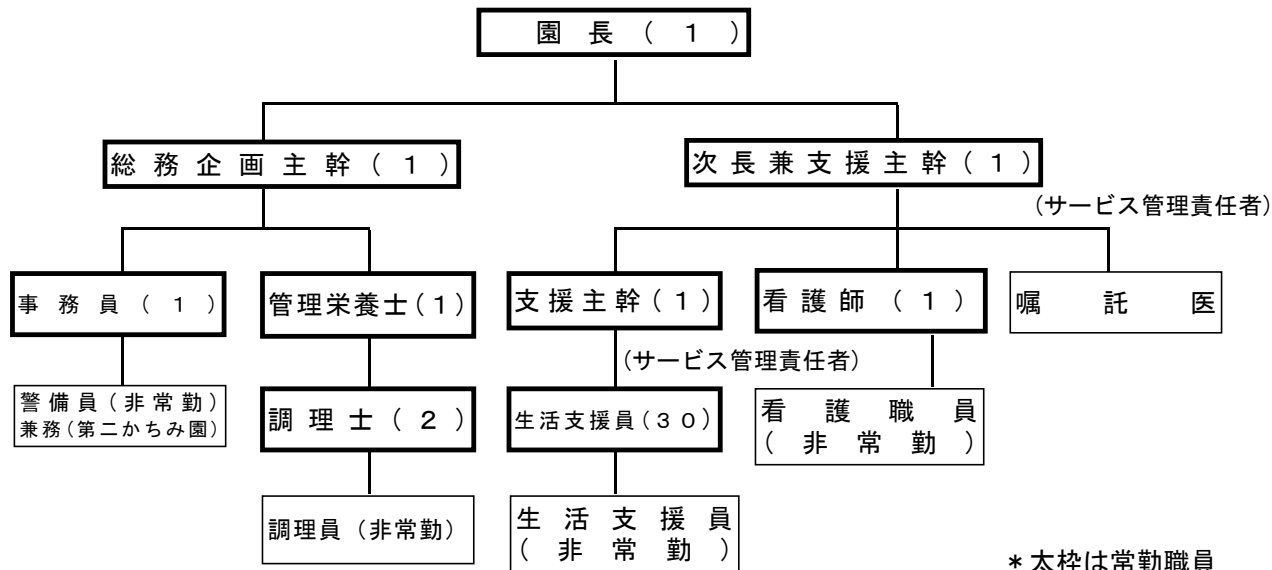 園長(1)
総務企画主幹(1)
次長兼支援主幹(1)
(サービス管理責任者)
事務員(1)
管理栄養士(1)
支援主幹(1)
看護師(1)
嘱託医
(サービス管理責任者)
警備員(非常勤)
兼務(第二かちみ園)
調理士(2)
生活支援員(30)
看護職員
(非常勤)
調理員(非常勤)
生活支援員
(非常勤)
*太枠は常勤職員